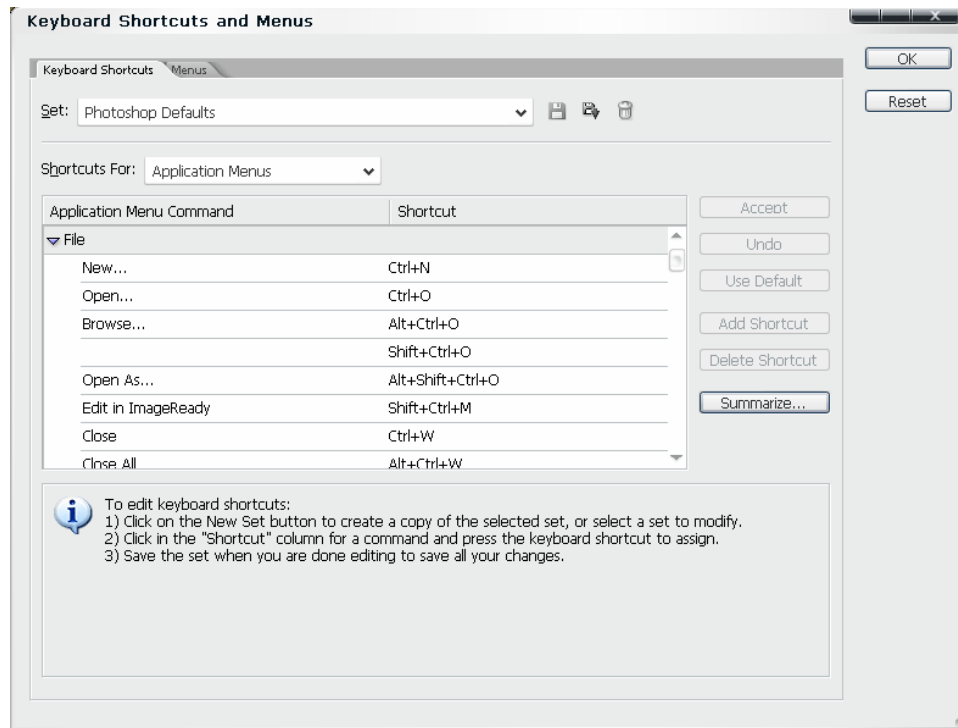 Keyboard Shortcuts and Menus
OK
Reset
Keyboard Shortcuts Menus
Set: Photoshop Defaults
Shortcuts For: Application Menus
Application Menu Command Shortcut
File
New... Ctrl+N
Open... Ctrl+O
Browse... Alt+Ctrl+O
Shift+Ctrl+O
Open As... Alt+Shift+Ctrl+O
Edit in ImageReady Shift+Ctrl+M
Close Ctrl+W
Close All Alt+Ctrl+W
Accept
Undo
Use Default
Add Shortcut
Delete Shortcut
Summarize...
To edit keyboard shortcuts:
1) Click on the New Set button to create a copy of the selected set, or select a set to modify.
2) Click in the "Shortcut" column for a command and press the keyboard shortcut to assign.
3) Save the set when you are done editing to save all your changes.